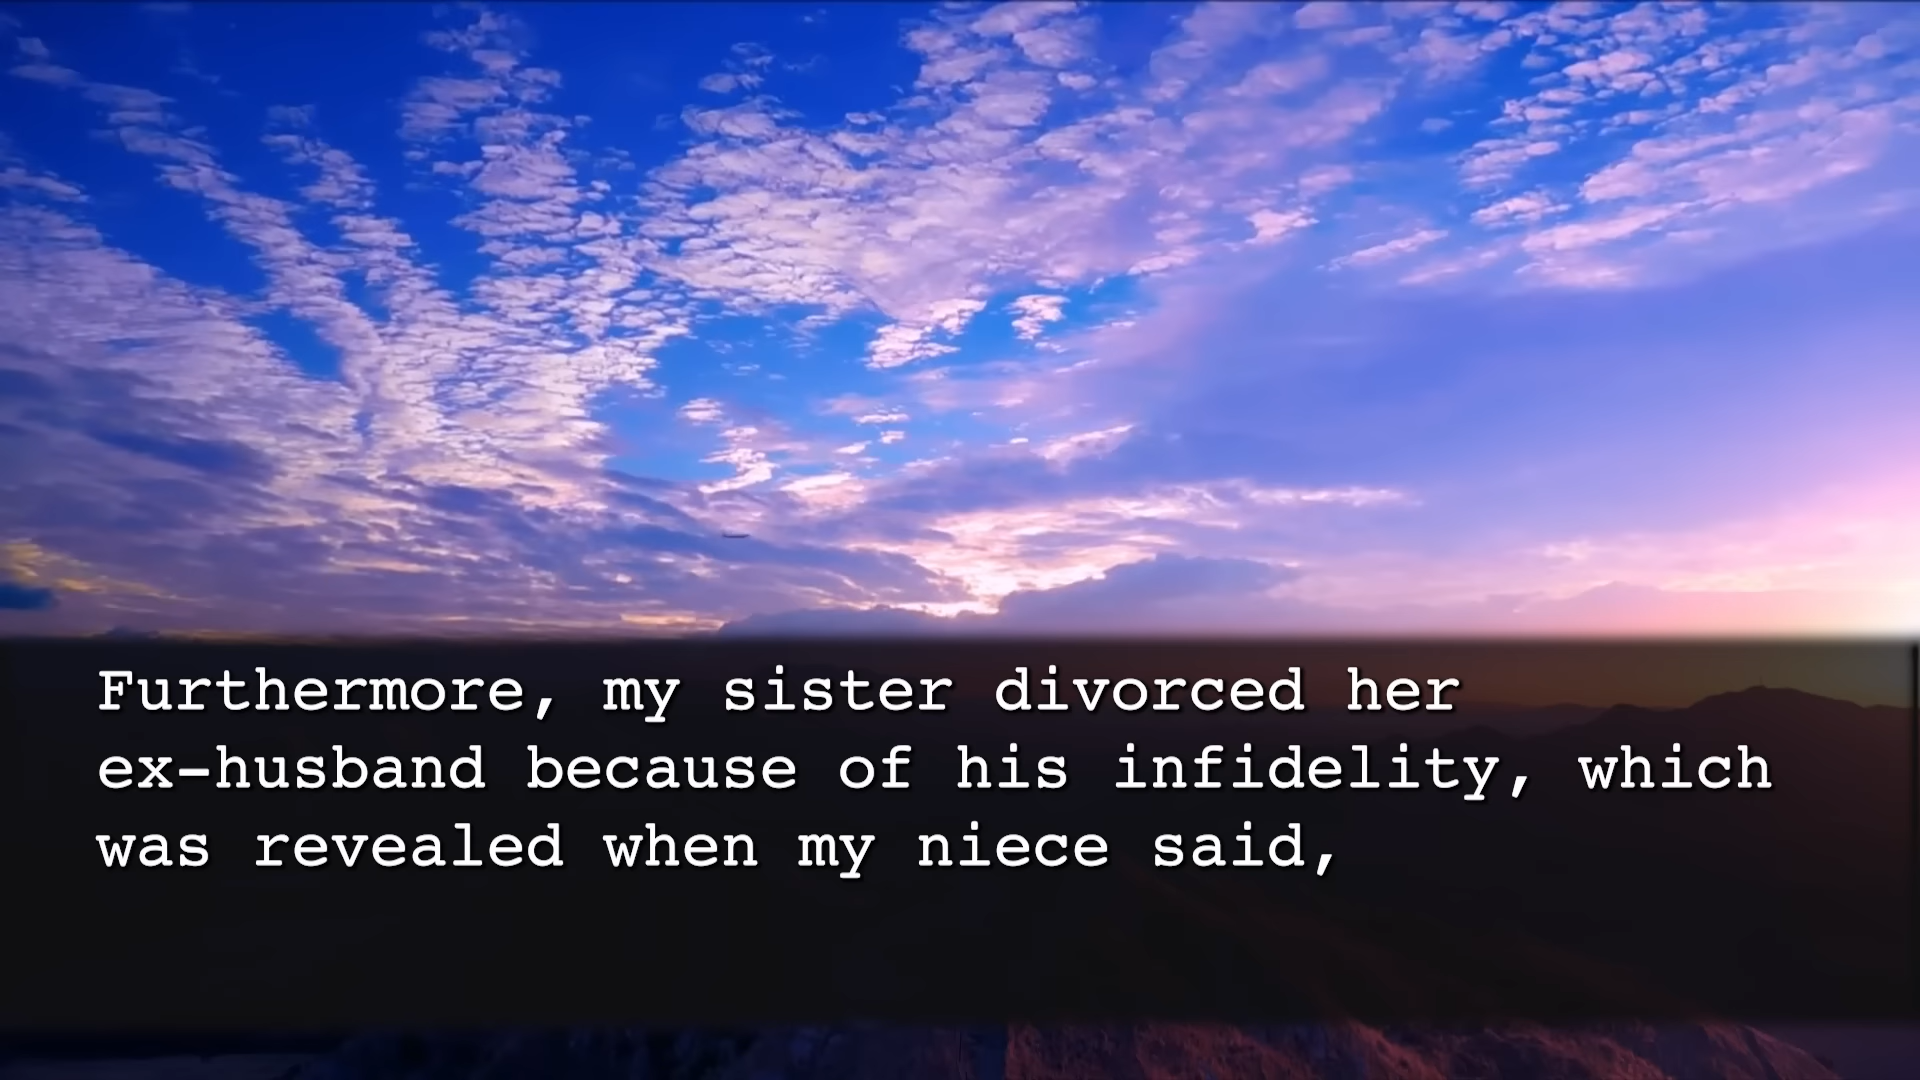 Furthermore, my sister divorced her
ex-husband because of his infidelity, which
was revealed when my niece said,